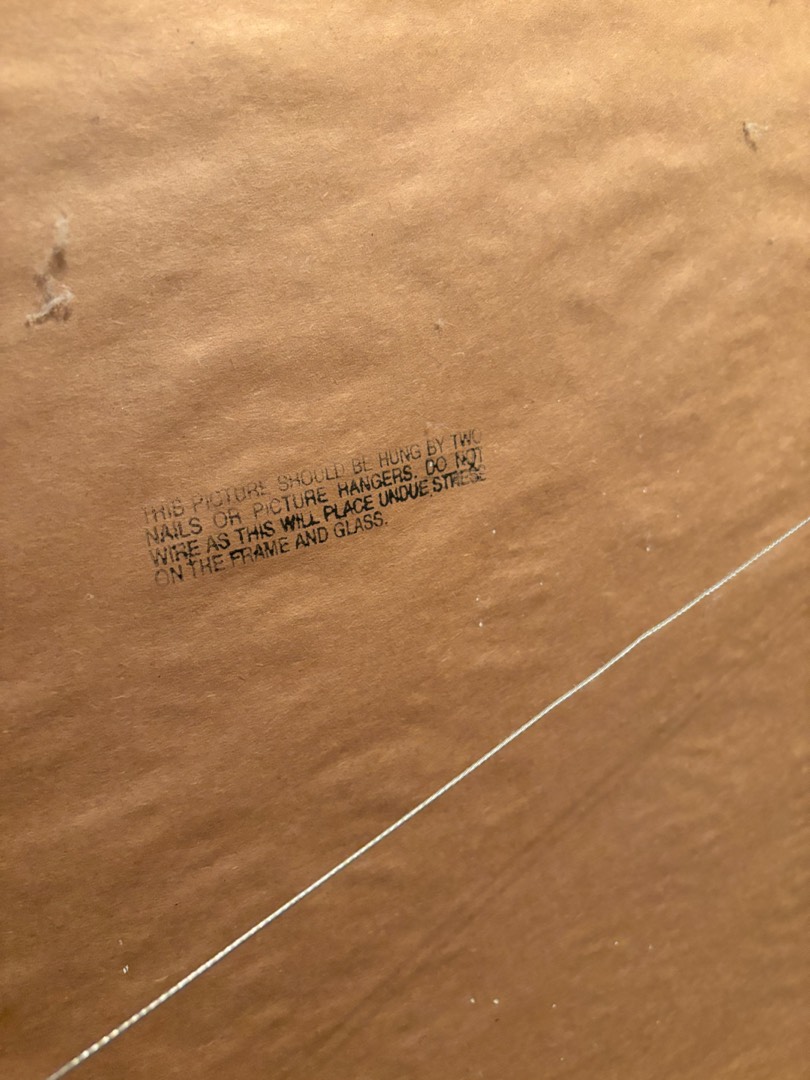 THIS PICTURE SHOULD BE HUNG BY TWO
NAILS OR PICTURE HANGERS. DO NOT
WIRE AS THIS WILL PLACE UNDUE STRESS
ON THE FRAME AND GLASS.